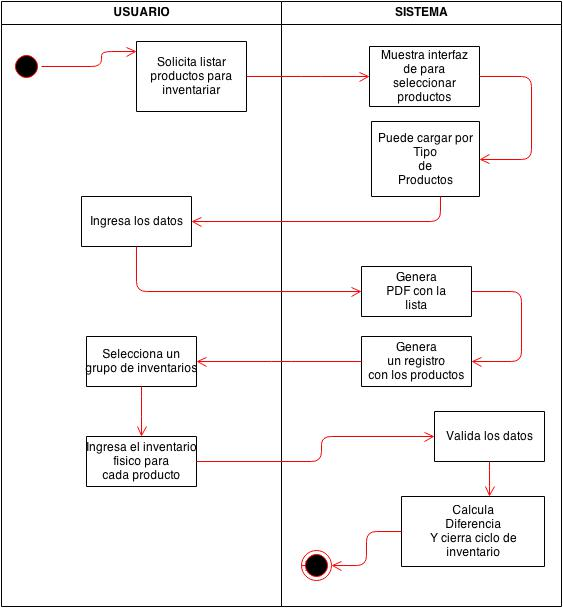 USUARIO
SISTEMA
Solicita listar
productos para
inventariar
Muestra interfaz
de para
seleccionar
productos
Puede cargar por
Tipo
de
Productos
Ingresa los datos
Genera
PDF con la
lista
Genera
un registro
con los productos
Selecciona un
grupo de inventarios
Ingresa el inventario
fisico para
cada producto
Valida los datos
Calcula
Diferencia
Y cierra ciclo de
inventario